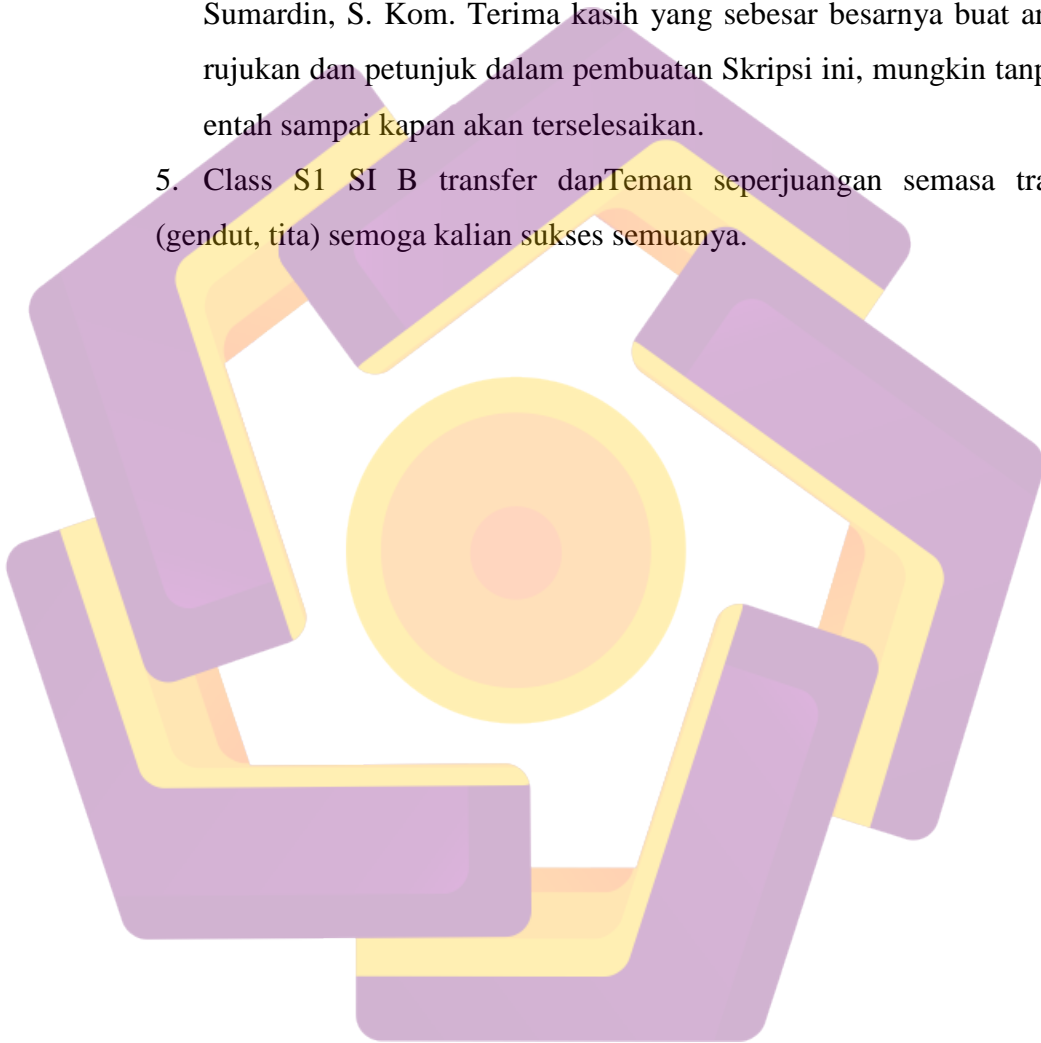 Sumardin, S. Kom. Terima kasih yang sebesar besarnya buat
rujukan dan petunjuk dalam pembuatan Skripsi ini, mungkin
entah sampai kapan akan terselesaikan.
5. Class S1 SI B transfer danTeman seperjuangan semasa
(gendut, tita) semoga kalian sukses semuanya.